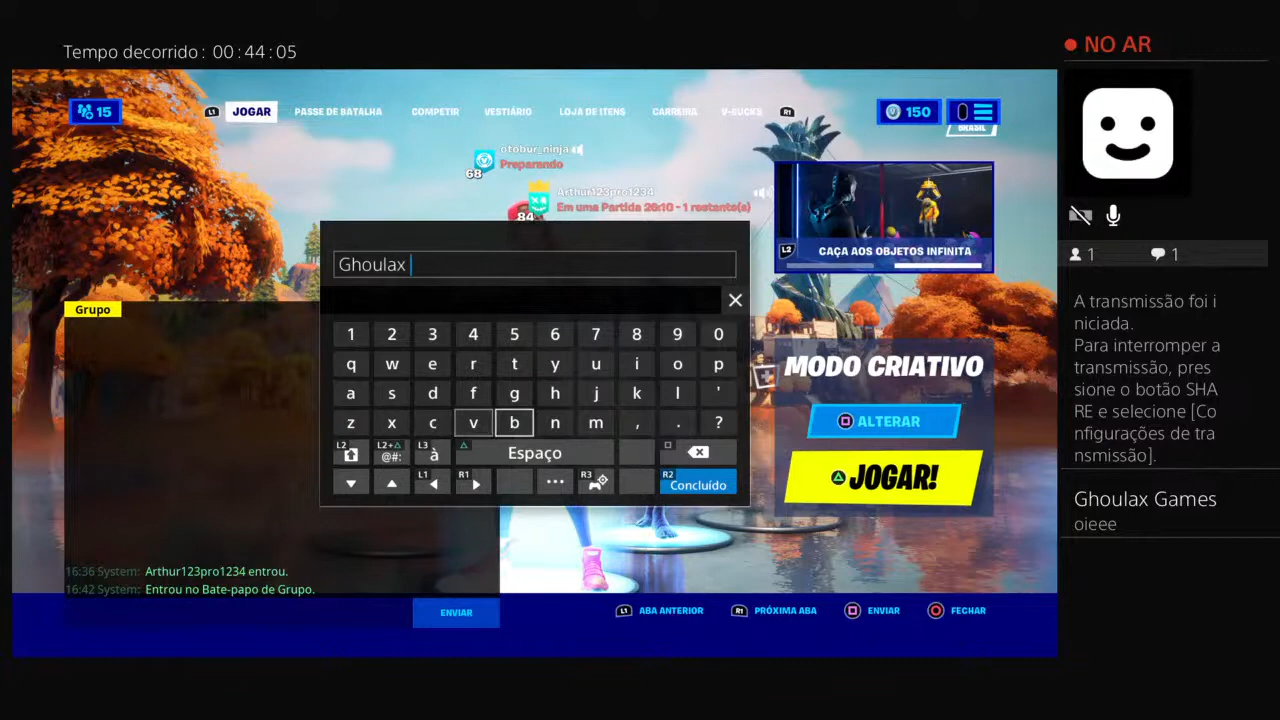 Tempo decorrido: 00:44:05
NO AR
15
L1 JOGAR PASSE DE BATALHA COMPETIR VESTIÁRIO LOJA DE ITENS CARREIRA V-BUCKS R1
150
BRASIL
otobur_ninja
Preparando
68
Arthur123pro1234
Em uma Partida 26:10 - 1 restante(s)
84
L2 CAÇA AOS OBJETOS INFINITA
Ghoulax
Grupo
1 2 3 4 5 6 7 8 9 0
q w e r t y u i o p
a s d f g h j k l '
z x c v b n m , . ?
L2 L2+△ @#: L3 à △ Espaço
L1 R1 ... R3 R2 Concluído
MODO CRIATIVO
ALTERAR
JOGAR!
16:36 System: Arthur123pro1234 entrou.
16:42 System: Entrou no Bate-papo de Grupo.
ENVIAR
L1 ABA ANTERIOR R1 PRÓXIMA ABA ENVIAR FECHAR
1 1
A transmissão foi i
niciada.
Para interromper a
transmissão, pres
sione o botão SHA
RE e selecione [Co
nfigurações de tra
nsmissão].
Ghoulax Games
oieee